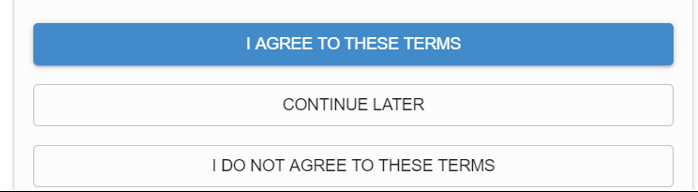 I AGREE TO THESE TERMS
CONTINUE LATER
I DO NOT AGREE TO THESE TERMS